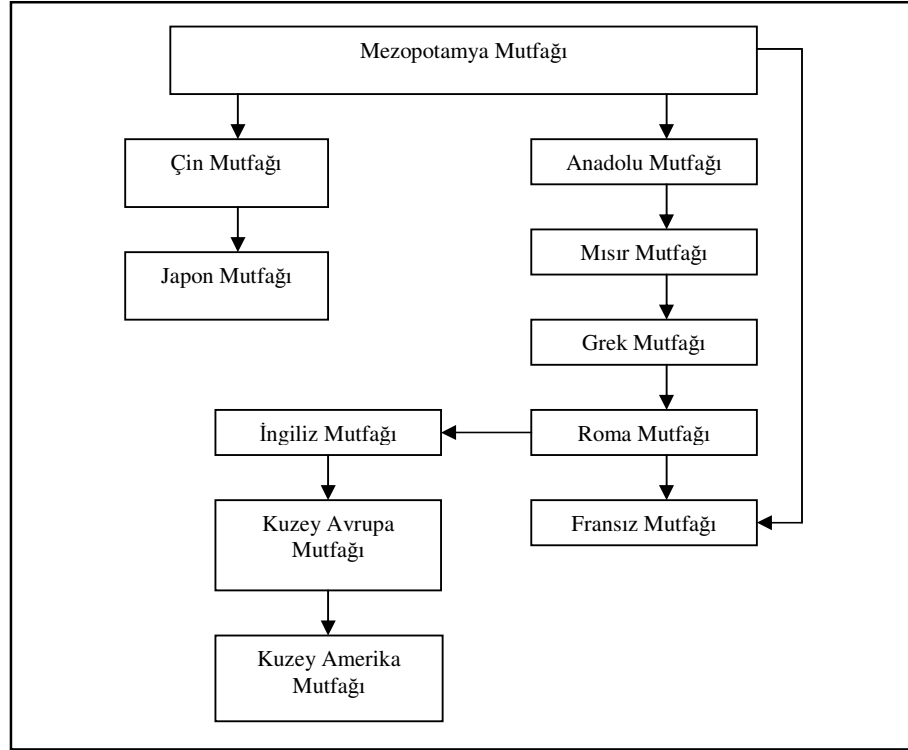 Mezopotamya Mutfağı
Çin Mutfağı
Anadolu Mutfağı
Mısır Mutfağı
Japon Mutfağı
Grek Mutfağı
İngiliz Mutfağı
Roma Mutfağı
Kuzey Avrupa
Mutfağı
Fransız Mutfağı
Kuzey Amerika
Mutfağı